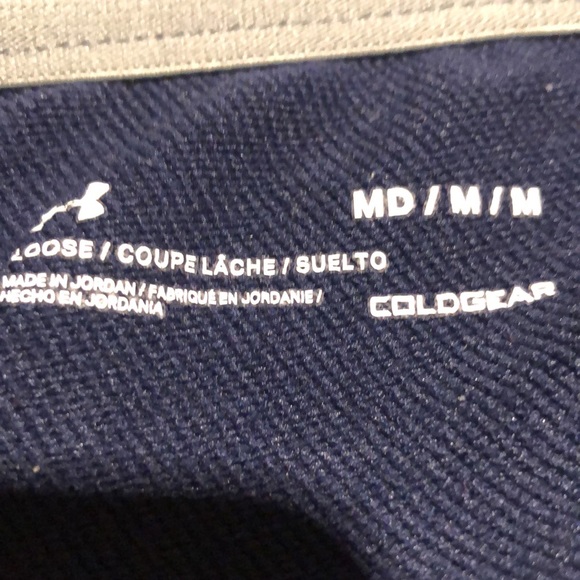 MD / M / M
LOOSE / COUPE LÂCHE / SUELTO
MADE IN JORDAN / FABRIQUÉ EN JORDANIE /
HECHO EN JORDANIA
COLDGEAR